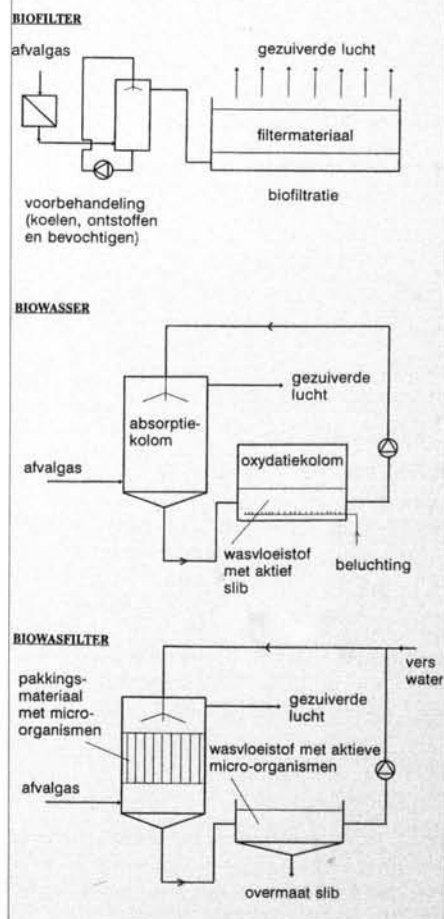 BIOFILTER
afvalgas
gezuiverde lucht
filtermateriaal
biofiltratie
voorbehandeling
(koelen, ontstoffen
en bevochtigen)
BIOWASSER
gezuiverde
lucht
absorptie-
kolom
oxydatiekolom
afvalgas
wasvloeistof
met aktief
slib
beluchting
BIOWASFILTER
vers
water
pakkings-
materiaal
met micro-
organismen
gezuiverde
lucht
wasvloeistof met aktieve
micro-organismen
afvalgas
overmaat slib